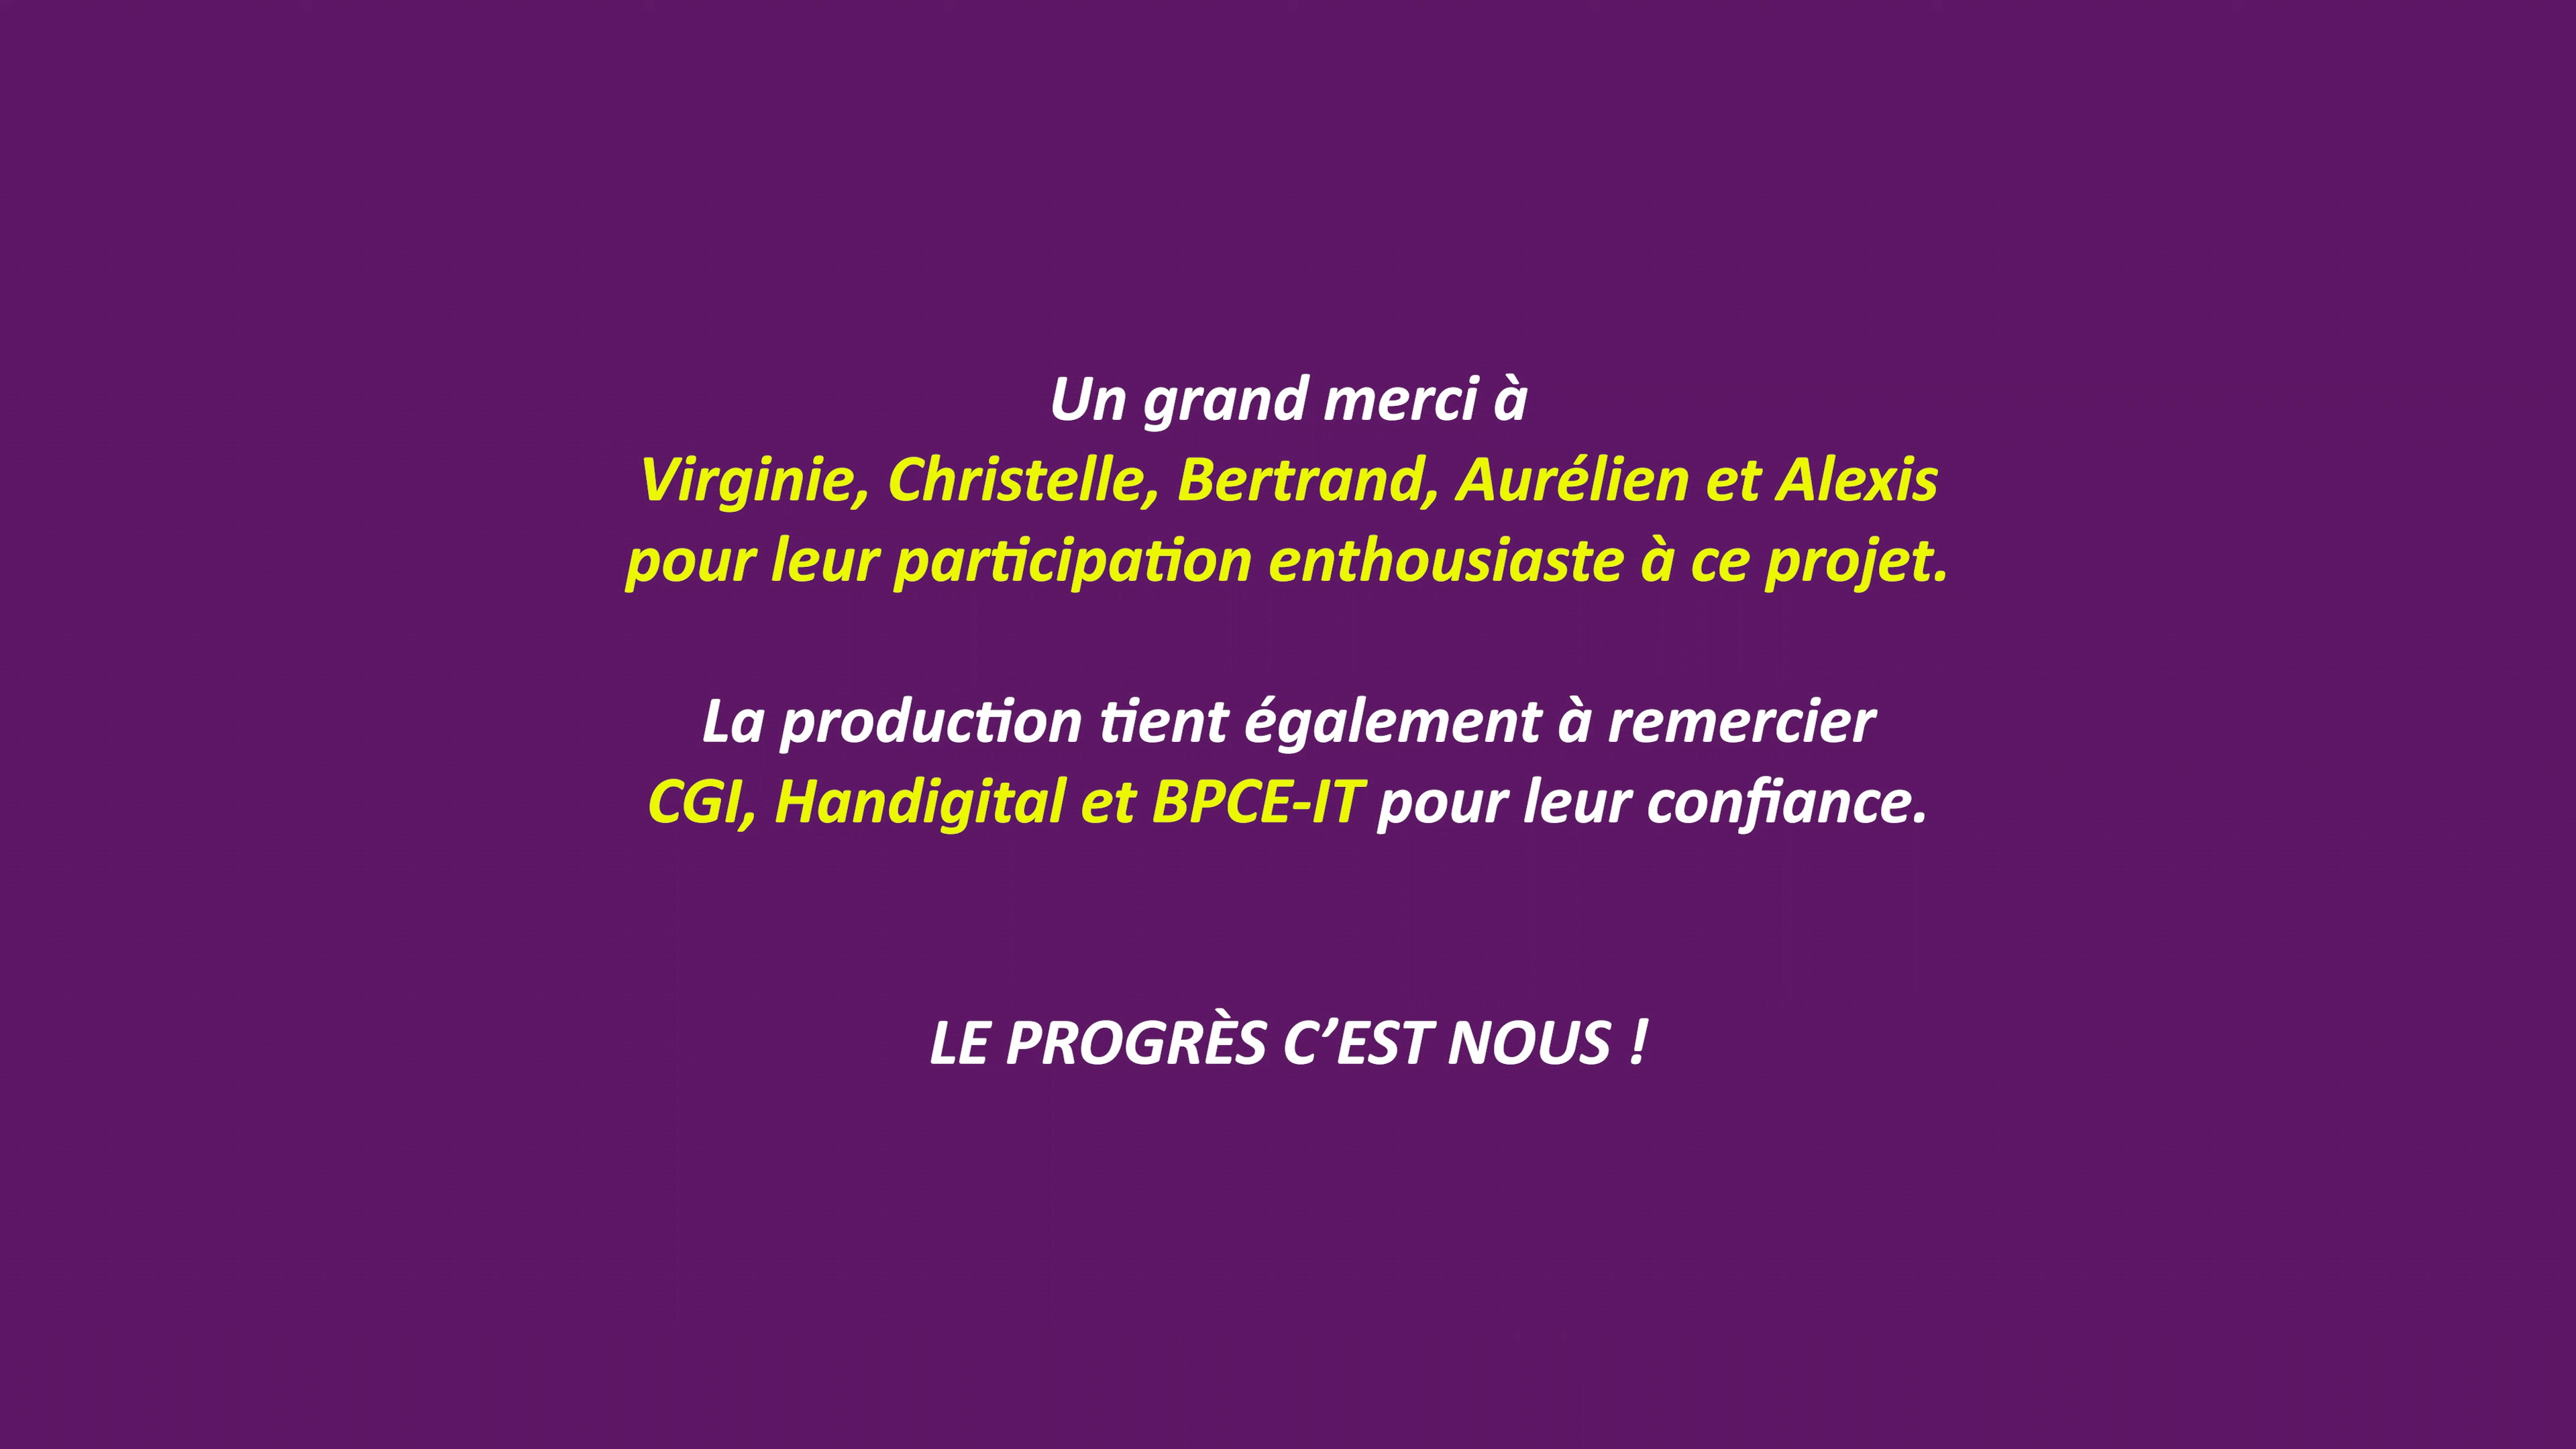 Un grand merci à
Virginie, Christelle, Bertrand, Aurélien et Alexis
pour leur participation enthousiaste à ce projet.
La production tient également à remercier
CGI, Handigital et BPCE-IT pour leur confiance.
LE PROGRÈS C’EST NOUS !